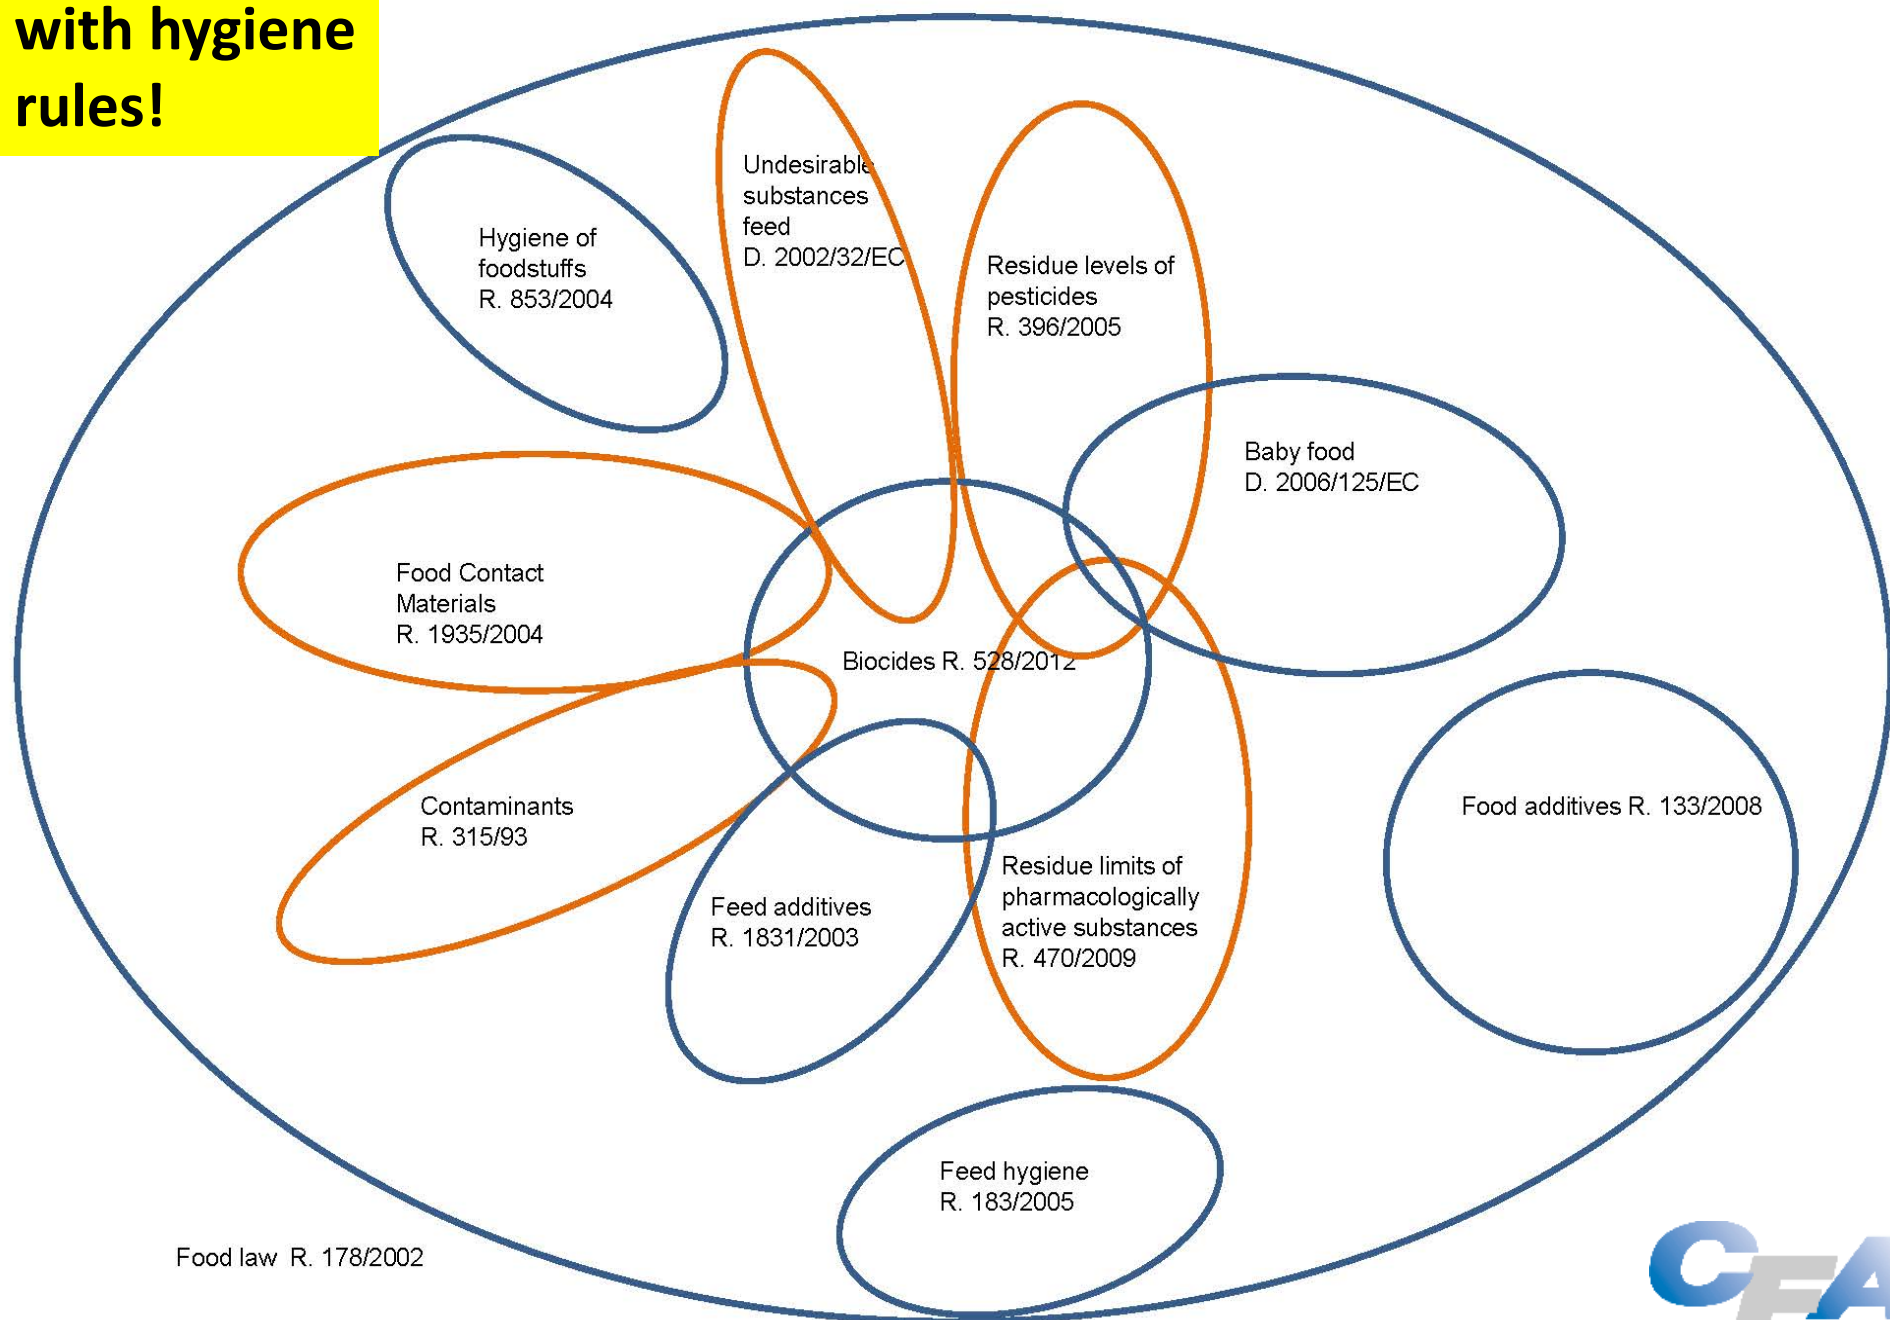 with hygiene
rules!
Undesirable
substances
feed
D. 2002/32/EC
Hygiene of
foodstuffs
R. 853/2004
Residue levels of
pesticides
R. 396/2005
Baby food
D. 2006/125/EC
Food Contact
Materials
R. 1935/2004
Biocides R. 528/2012
Contaminants
R. 315/93
Food additives R. 133/2008
Feed additives
R. 1831/2003
Residue limits of
pharmacologically
active substances
R. 470/2009
Feed hygiene
R. 183/2005
Food law R. 178/2002
CFA